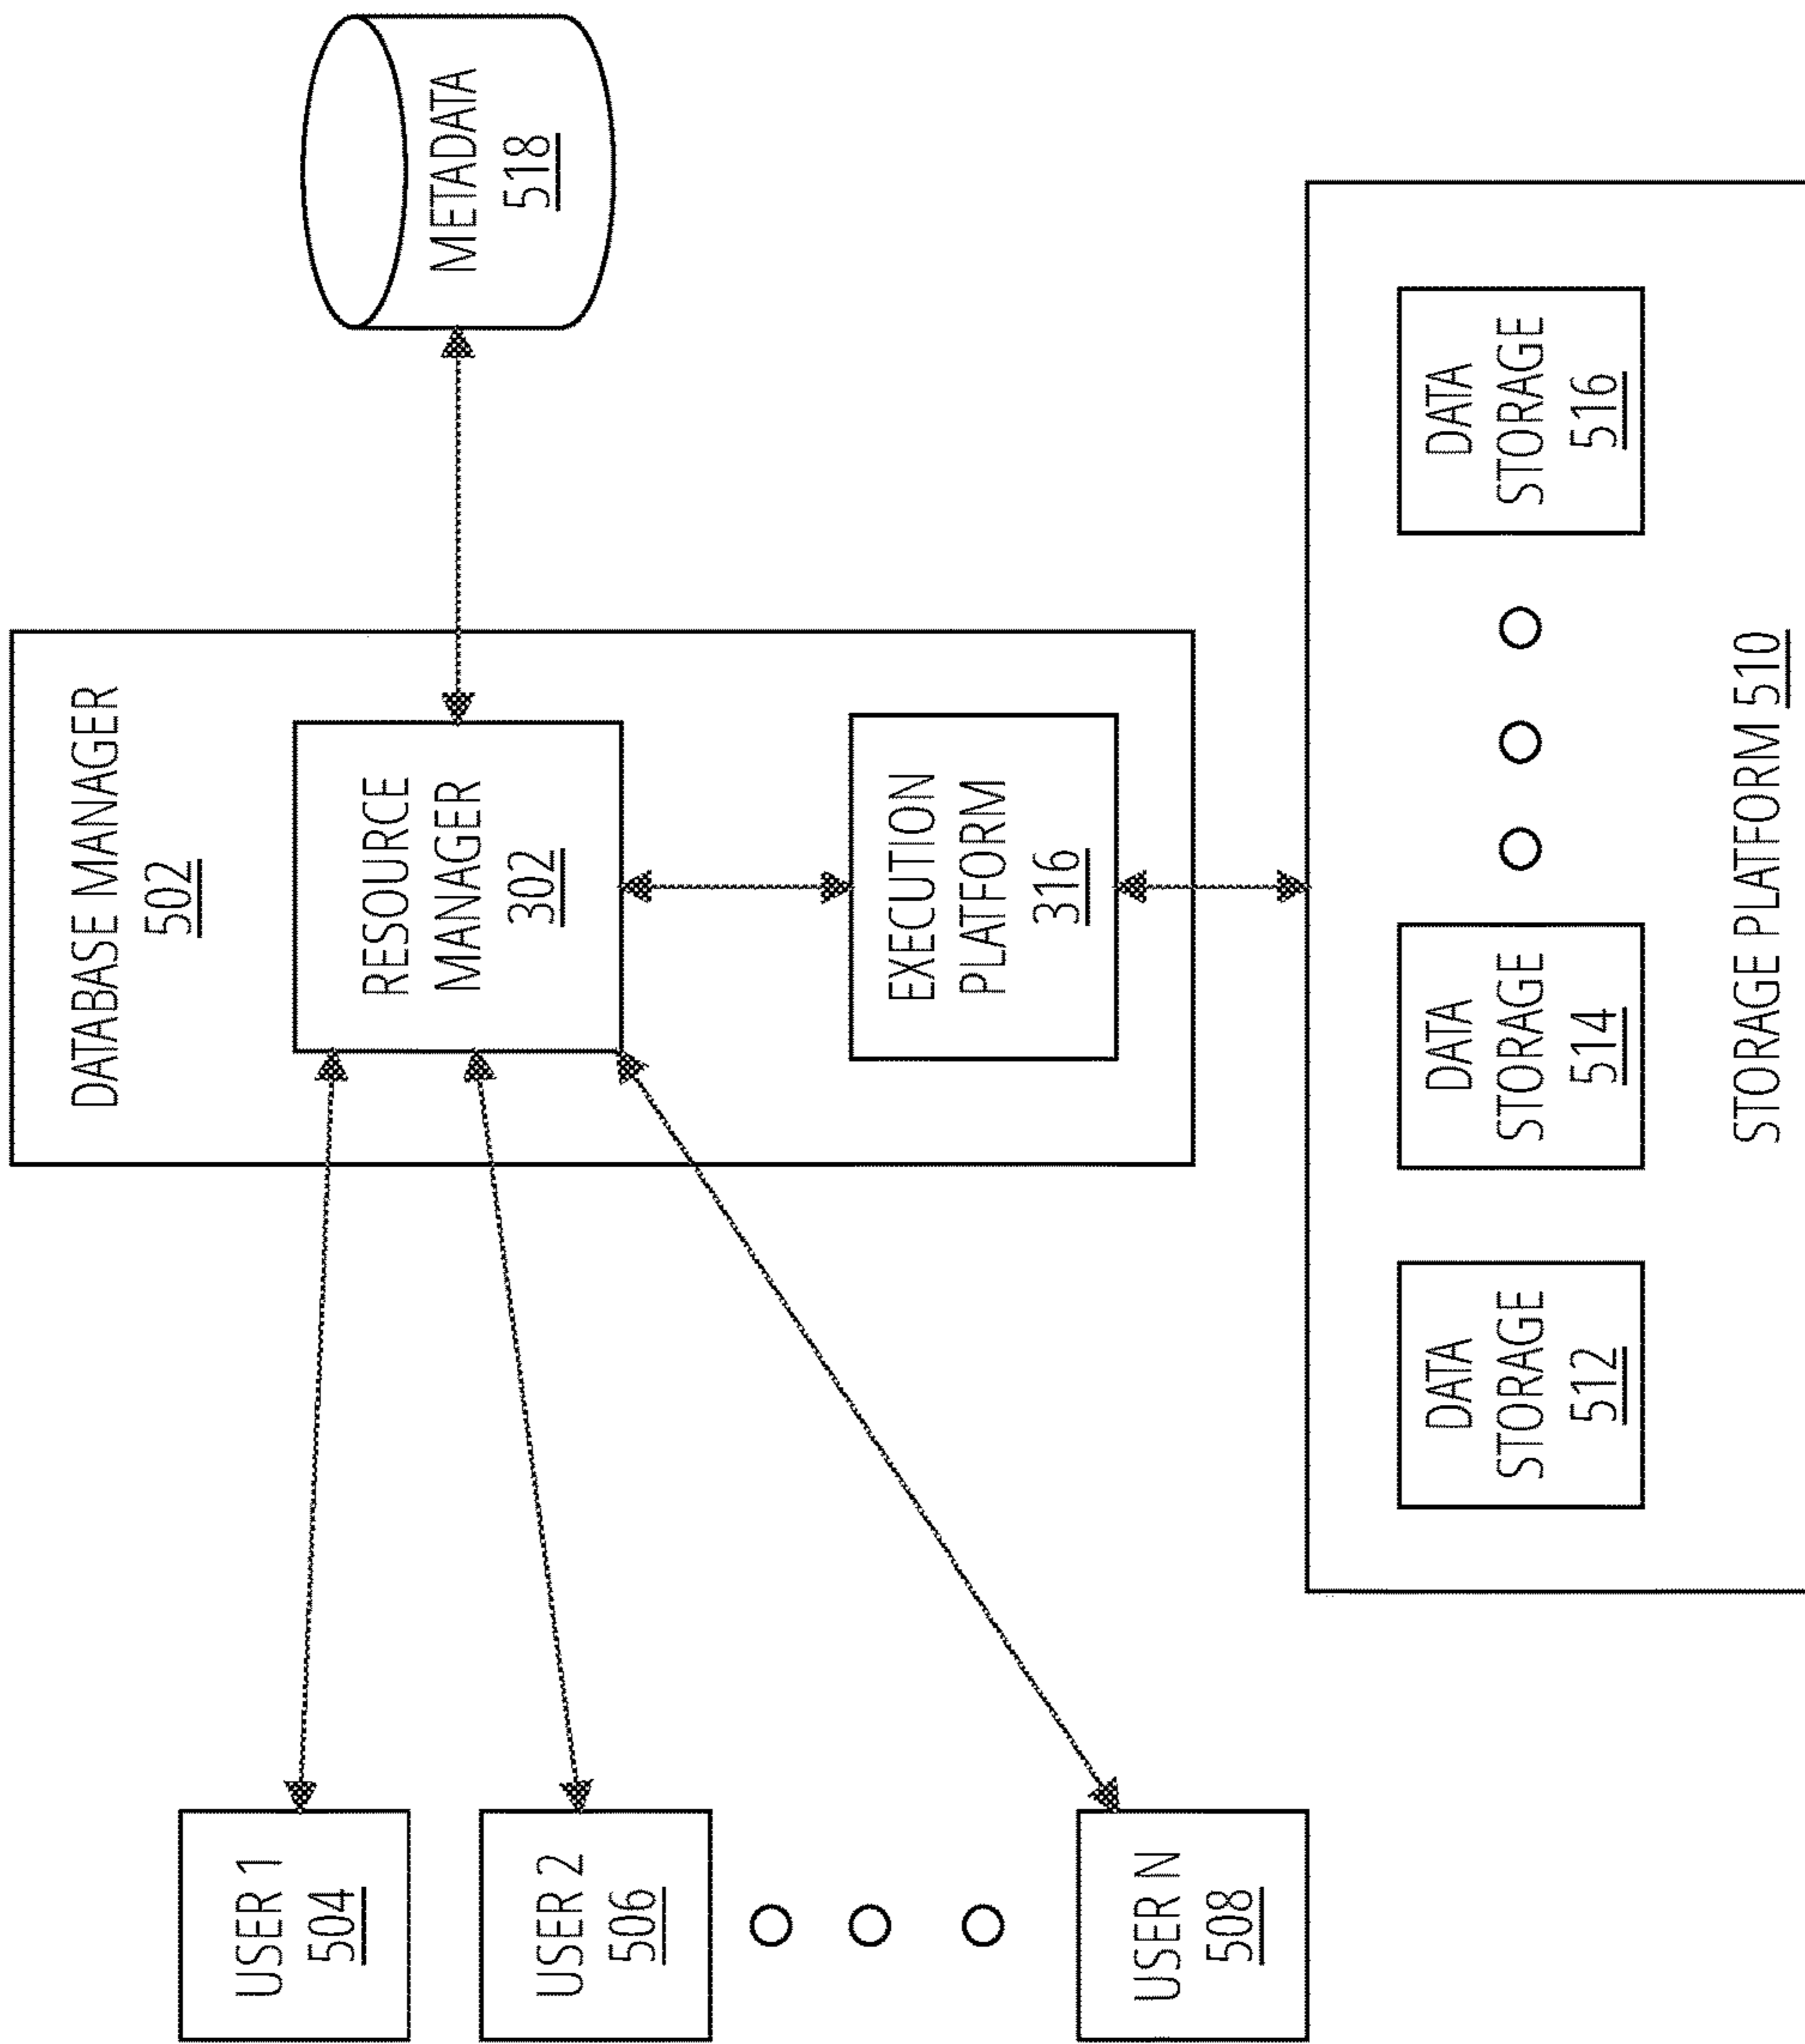 DATABASE MANAGER
502
USER 1
504
RESOURCE
MANAGER
302
METADATA
518
USER 2
506
USER N
508
EXECUTION
PLATFORM
316
DATA
STORAGE
512
DATA
STORAGE
514
DATA
STORAGE
516
STORAGE PLATFORM 510